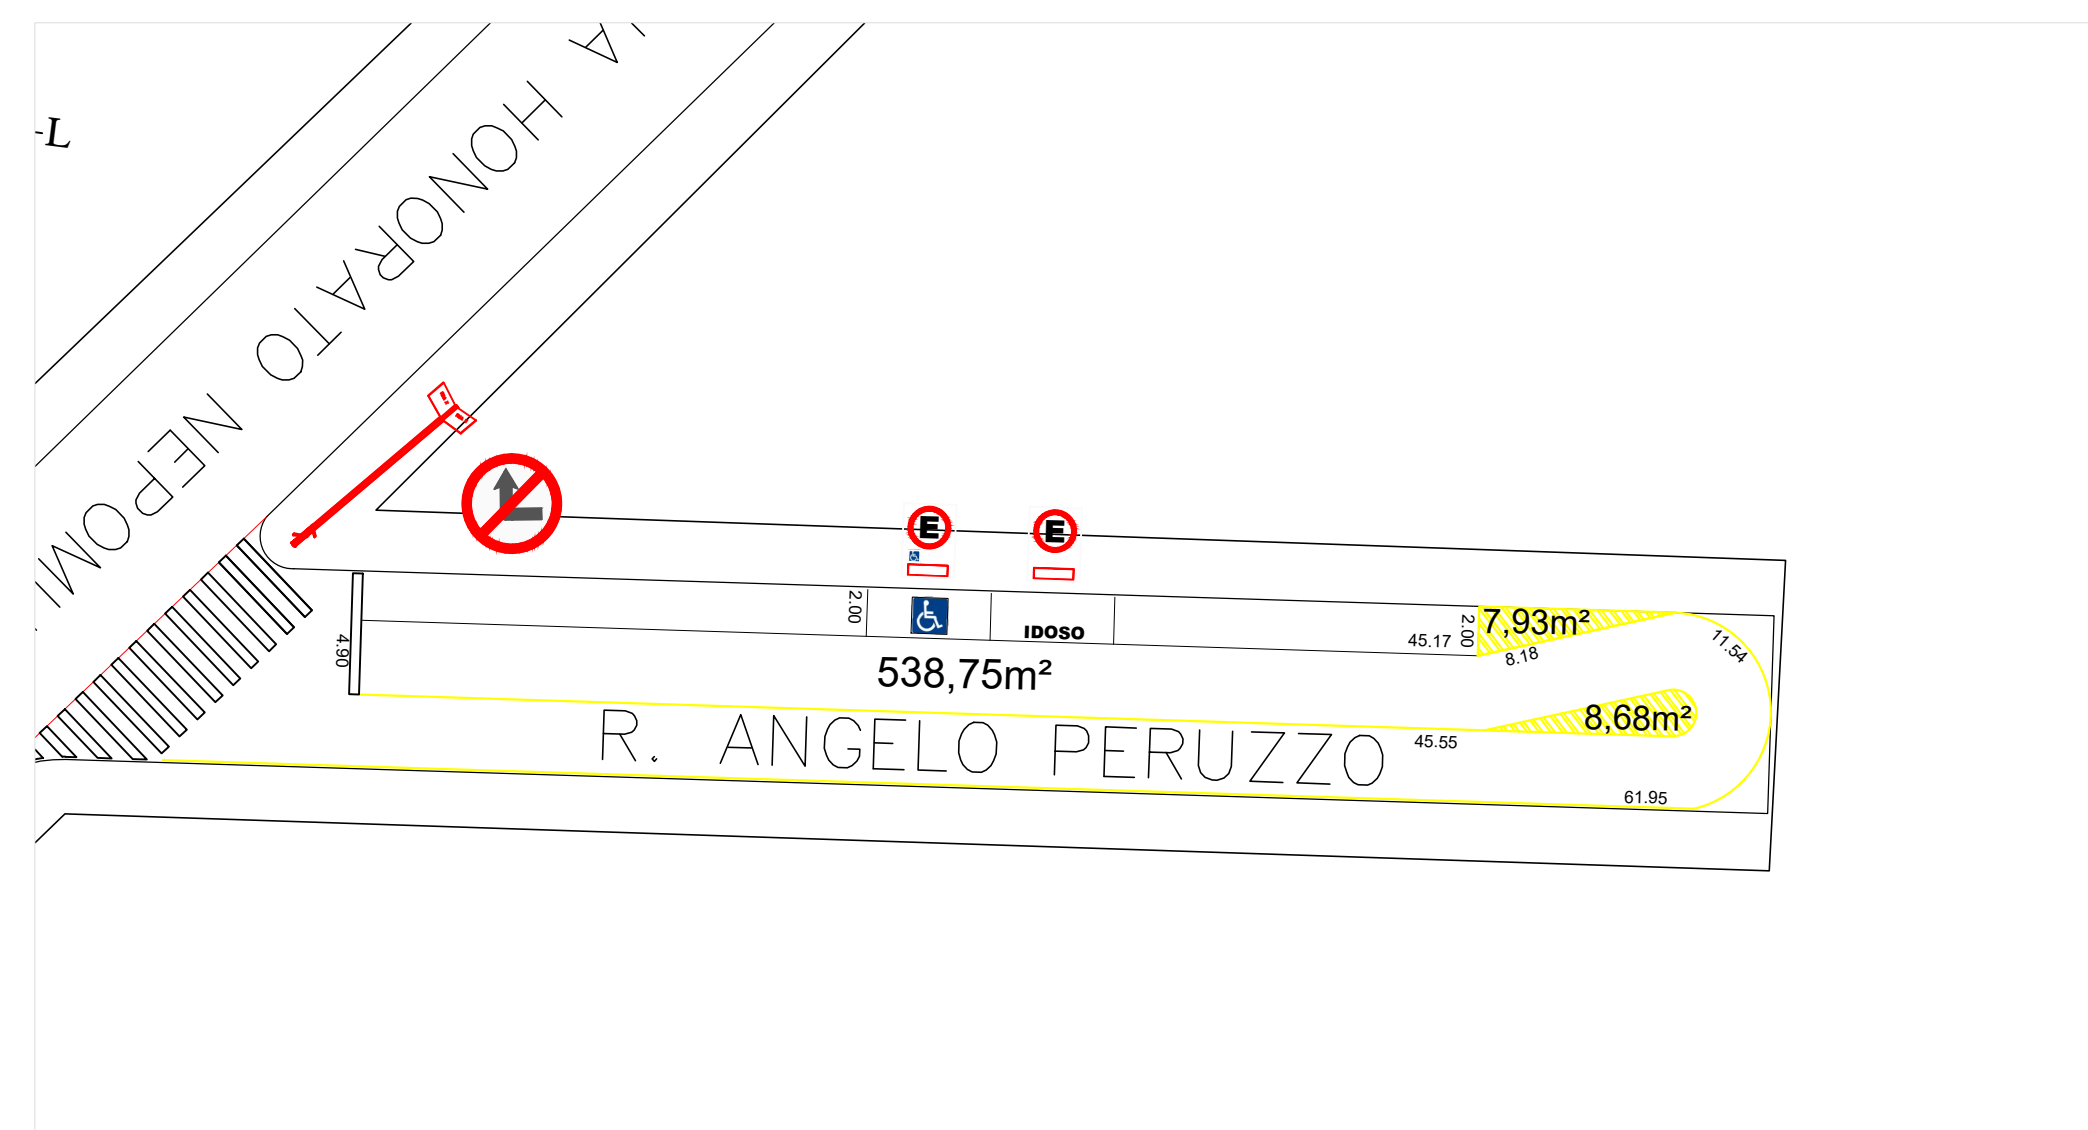 -L
A HONORATO NEPOM
E
E
2.00
IDOSO
2.00
7,93m²
45.17
8.18
11.54
4.90
538,75m²
8,68m²
R. ANGELO PERUZZO
45.55
61.95